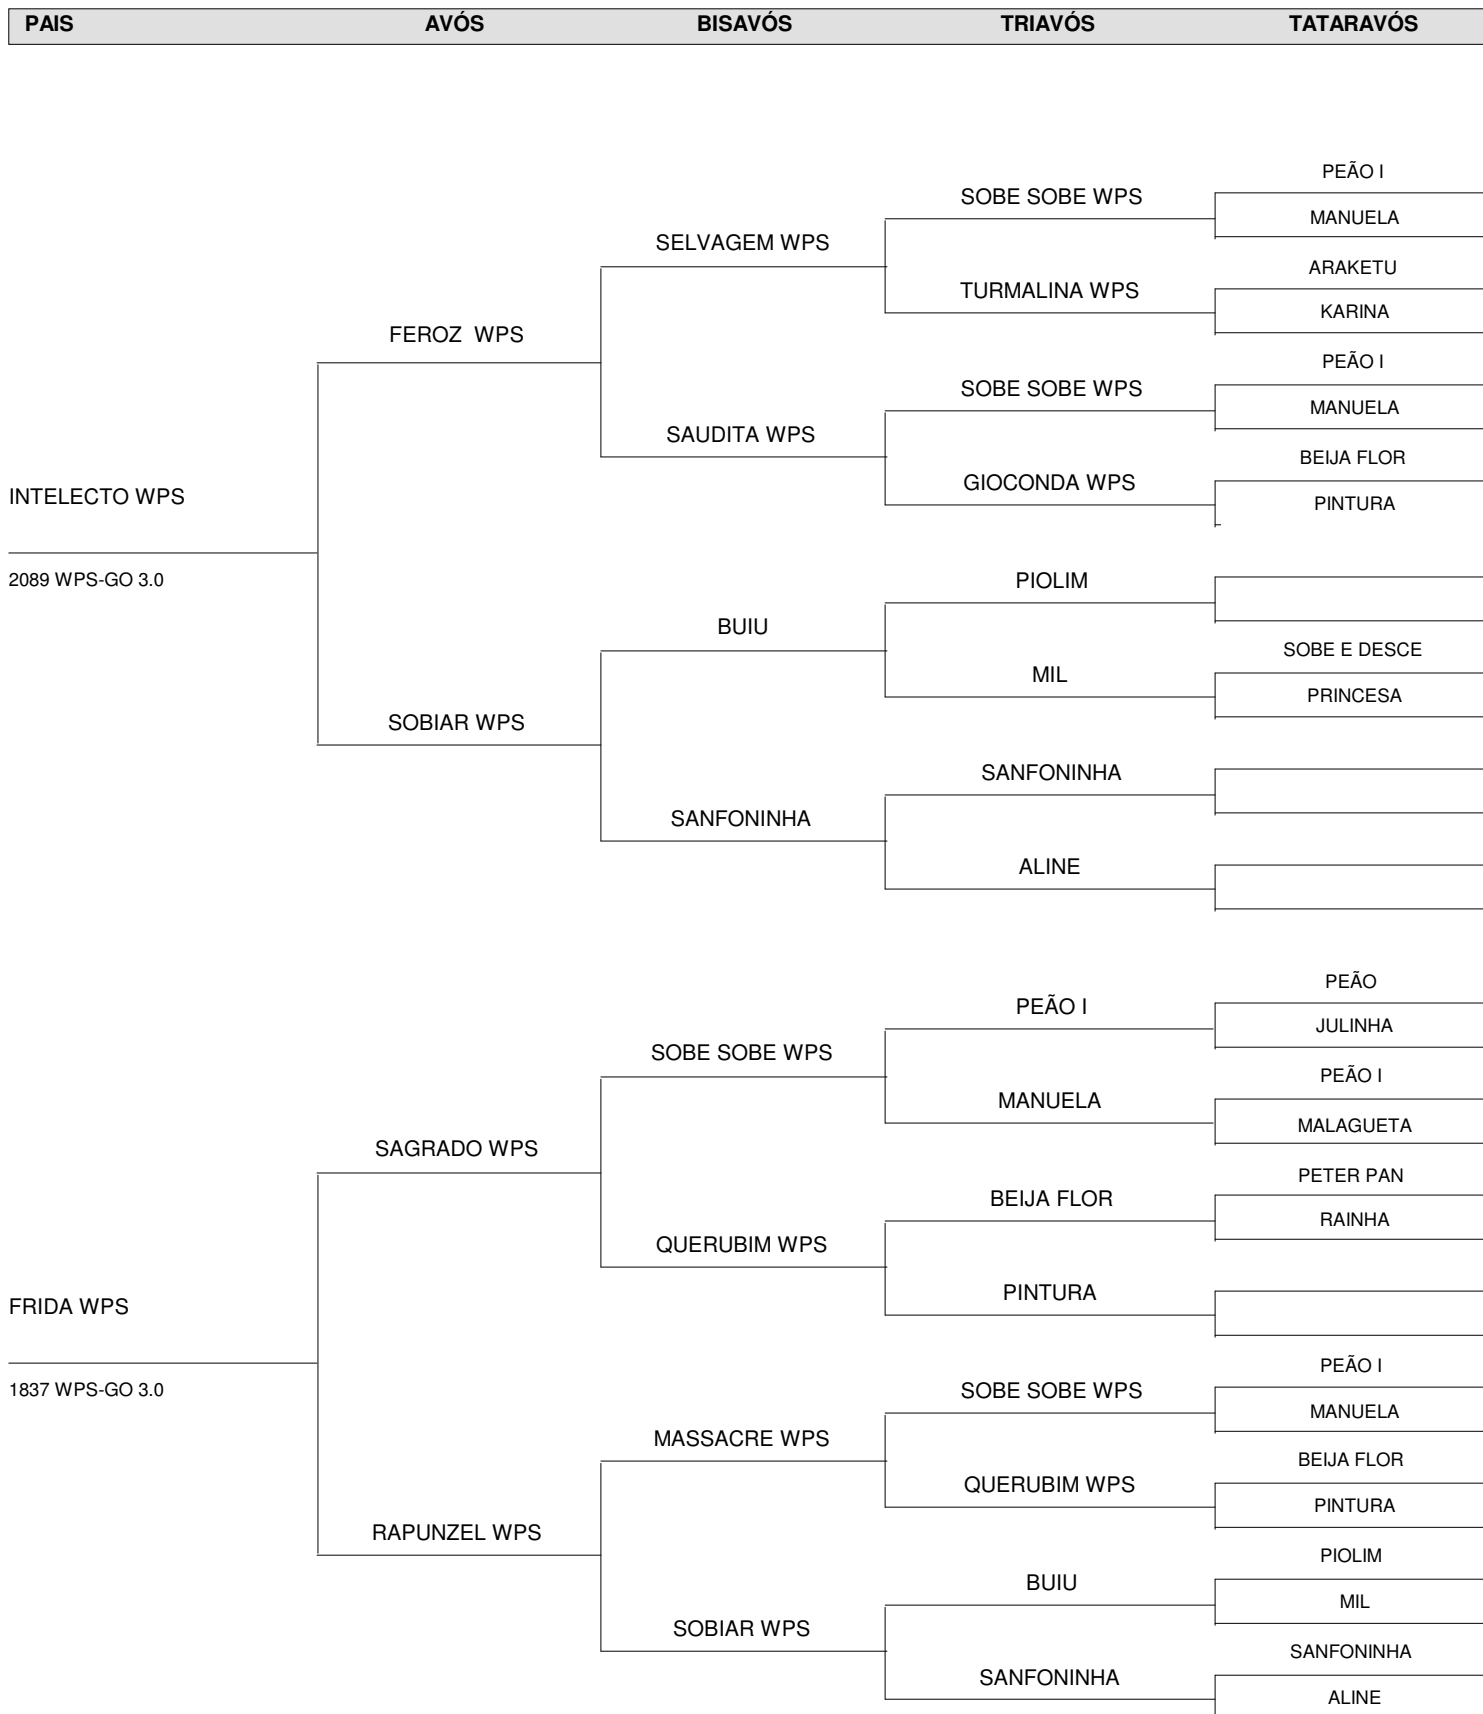 PAIS AVÓS BISAVÓS TRIAVÓS TATARAVÓS
PEÃO I
SOBE SOBE WPS
MANUELA
SELVAGEM WPS
ARAKETU
TURMALINA WPS
KARINA
FEROZ WPS
PEÃO I
SOBE SOBE WPS
MANUELA
SAUDITA WPS
BEIJA FLOR
GIOCONDA WPS
INTELECTO WPS
PINTURA
2089 WPS-GO 3.0
PIOLIM
BUIU
SOBE E DESCE
MIL
PRINCESA
SOBIAR WPS
SANFONINHA
SANFONINHA
ALINE
PEÃO
PEÃO I
JULINHA
SOBE SOBE WPS
PEÃO I
MANUELA
MALAGUETA
SAGRADO WPS
PETER PAN
BEIJA FLOR
RAINHA
QUERUBIM WPS
PINTURA
FRIDA WPS
PEÃO I
1837 WPS-GO 3.0
SOBE SOBE WPS
MANUELA
MASSACRE WPS
BEIJA FLOR
QUERUBIM WPS
PINTURA
RAPUNZEL WPS
PIOLIM
BUIU
MIL
SOBIAR WPS
SANFONINHA
SANFONINHA
ALINE